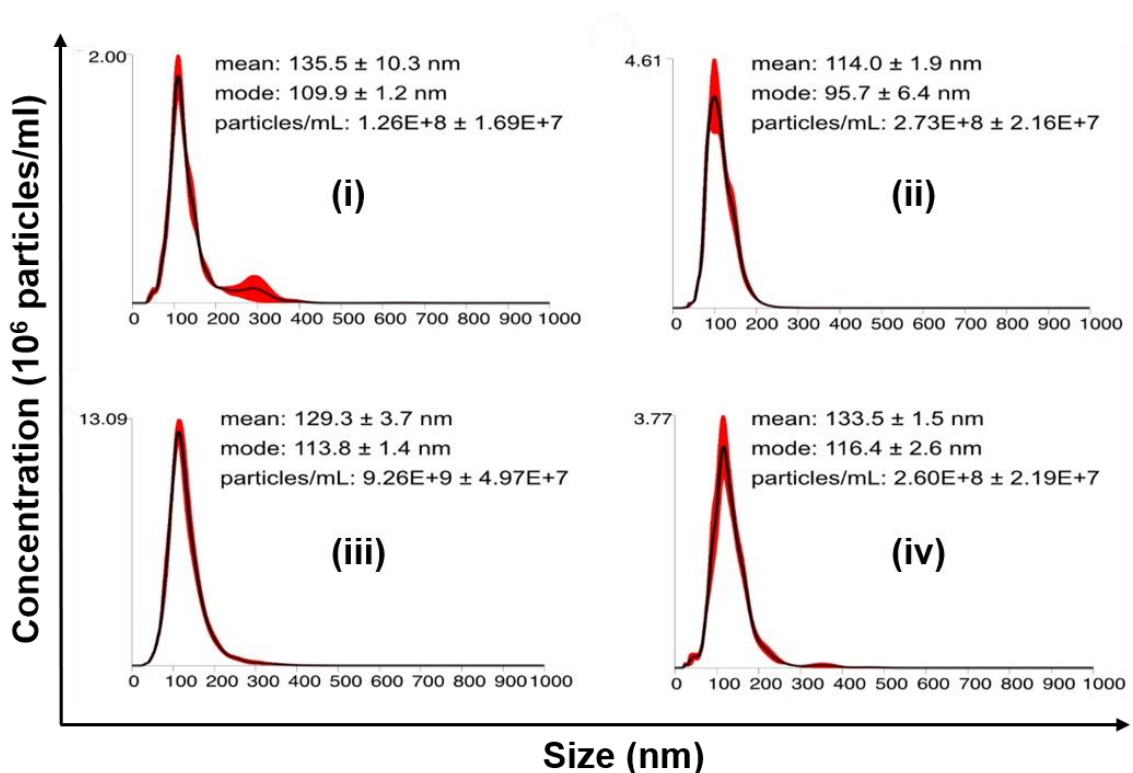 Concentration (10⁶ particles/ml)
2.00
mean: 135.5 ± 10.3 nm
mode: 109.9 ± 1.2 nm
particles/mL: 1.26E+8 ± 1.69E+7
(i)
0 100 200 300 400 500 600 700 800 900 1000
4.61
mean: 114.0 ± 1.9 nm
mode: 95.7 ± 6.4 nm
particles/mL: 2.73E+8 ± 2.16E+7
(ii)
0 100 200 300 400 500 600 700 800 900 1000
13.09
mean: 129.3 ± 3.7 nm
mode: 113.8 ± 1.4 nm
particles/mL: 9.26E+9 ± 4.97E+7
(iii)
0 100 200 300 400 500 600 700 800 900 1000
3.77
mean: 133.5 ± 1.5 nm
mode: 116.4 ± 2.6 nm
particles/mL: 2.60E+8 ± 2.19E+7
(iv)
0 100 200 300 400 500 600 700 800 900 1000
Size (nm)